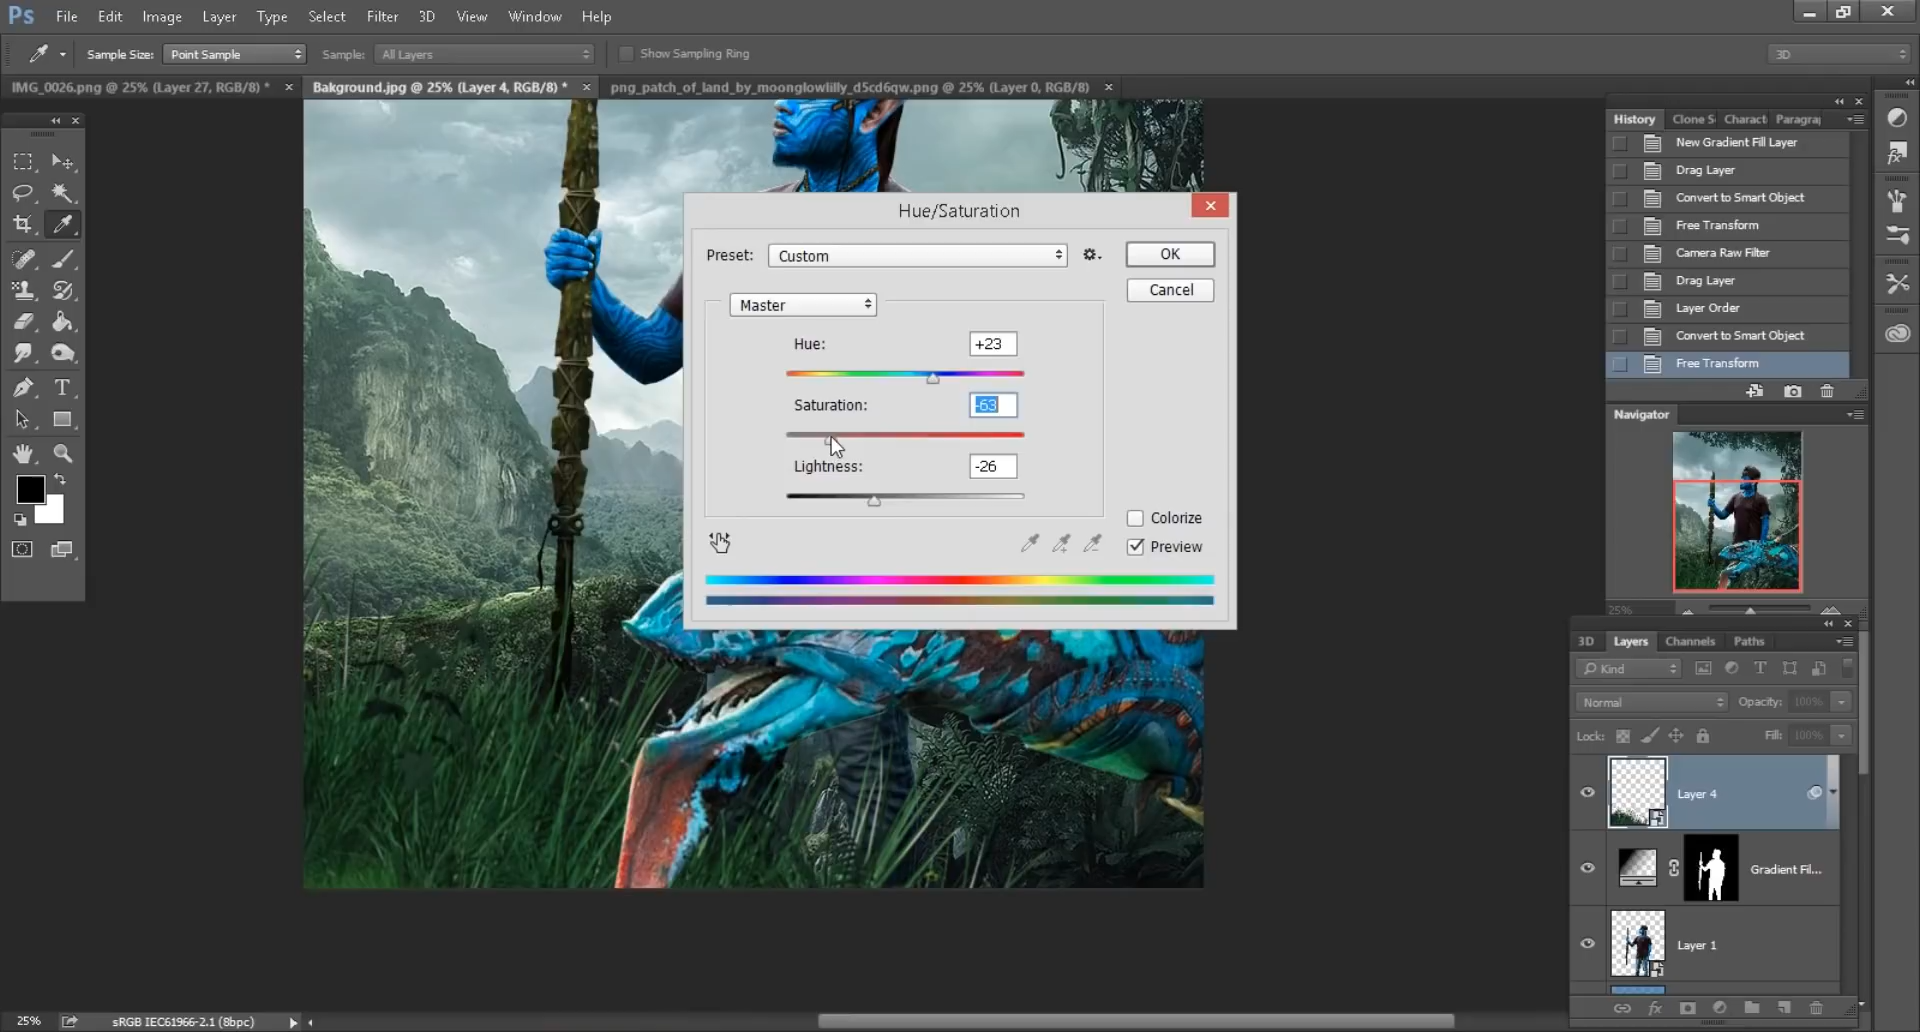 Ps File Edit Image Layer Type Select Filter 3D View Window Help
Sample Size: Point Sample Sample: All Layers Show Sampling Ring 3D
IMG_0026.png @ 25% (Layer 27, RGB/8) * × Bakground.jpg @ 25% (Layer 4, RGB/8) * × png_patch_of_land_by_moonglowlilly_d5cd6qw.png @ 25% (Layer 0, RGB/8) ×
History Clone S Charact Paragraj
New Gradient Fill Layer
Drag Layer
Convert to Smart Object
Free Transform
Camera Raw Filter
Drag Layer
Layer Order
Convert to Smart Object
Free Transform
Hue/Saturation
Preset: Custom OK
Cancel
Master
Hue: +23
Saturation: -63
Lightness: -26
Colorize
Preview
Navigator
25%
3D Layers Channels Paths
Kind
Normal Opacity: 100%
Lock: Fill: 100%
Layer 4
Gradient Fil...
Layer 1
25% sRGB IEC61966-2.1 (8bpc)